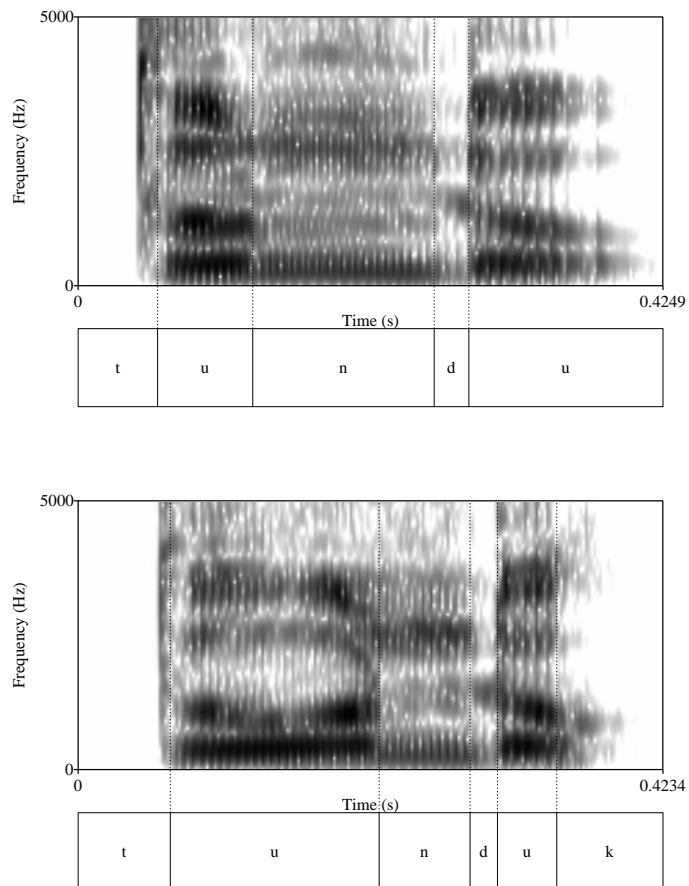 5000
Frequency (Hz)
0
0 0.4249
Time (s)
t u n d u
5000
Frequency (Hz)
0
0 0.4234
Time (s)
t u n d u k